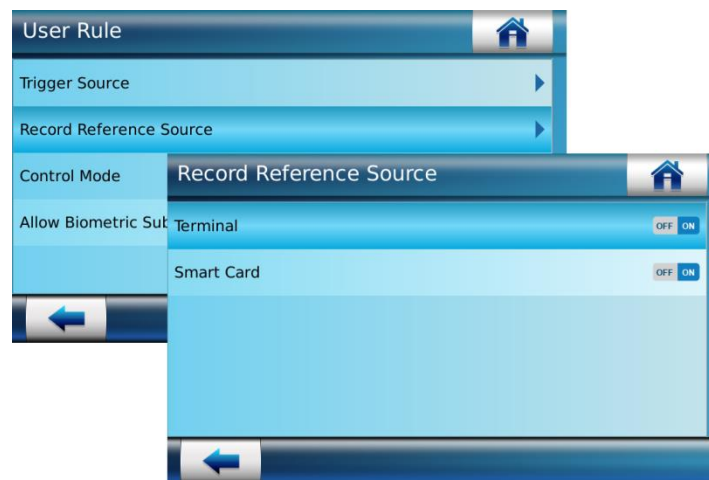 User Rule
Trigger Source
Record Reference Source
Control Mode
Allow Biometric Sub
Record Reference Source
Terminal
OFF ON
Smart Card
OFF ON